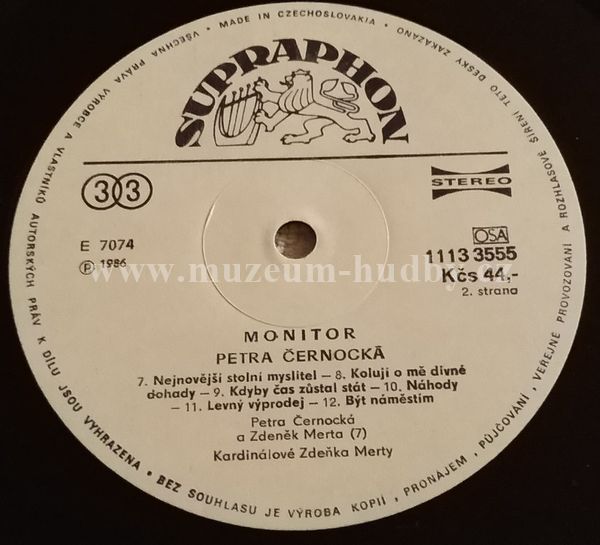 VŠECHNA PRÁVA VÝROBCE A VLASTNÍKŮ AUTORSKÝCH PRÁV K DÍLU JSOU VYHRAZENA • BEZ SOUHLASU JE VÝROBA KOPIÍ, PRONÁJEM, PŮJČOVÁNÍ, VEŘEJNÉ PROVOZOVÁNÍ A ROZHLASOVÉ ŠÍŘENÍ TÉTO DESKY ZAKÁZÁNO • MADE IN CZECHOSLOVAKIA •
SUPRAPHON
33
STEREO
E 7074
℗ 1986
OSA
1113 3555
Kčs 44,-
2. strana
www.muzeum-hudby.cz
MONITOR
PETRA ČERNOCKÁ
7. Nejnovější stolní myslitel – 8. Kolují o mě divné
dohady – 9. Kdyby čas zůstal stát – 10. Náhody
– 11. Levný výprodej – 12. Být náměstím
Petra Černocká
a Zdeněk Merta (7)
Kardinálové Zdeňka Merty